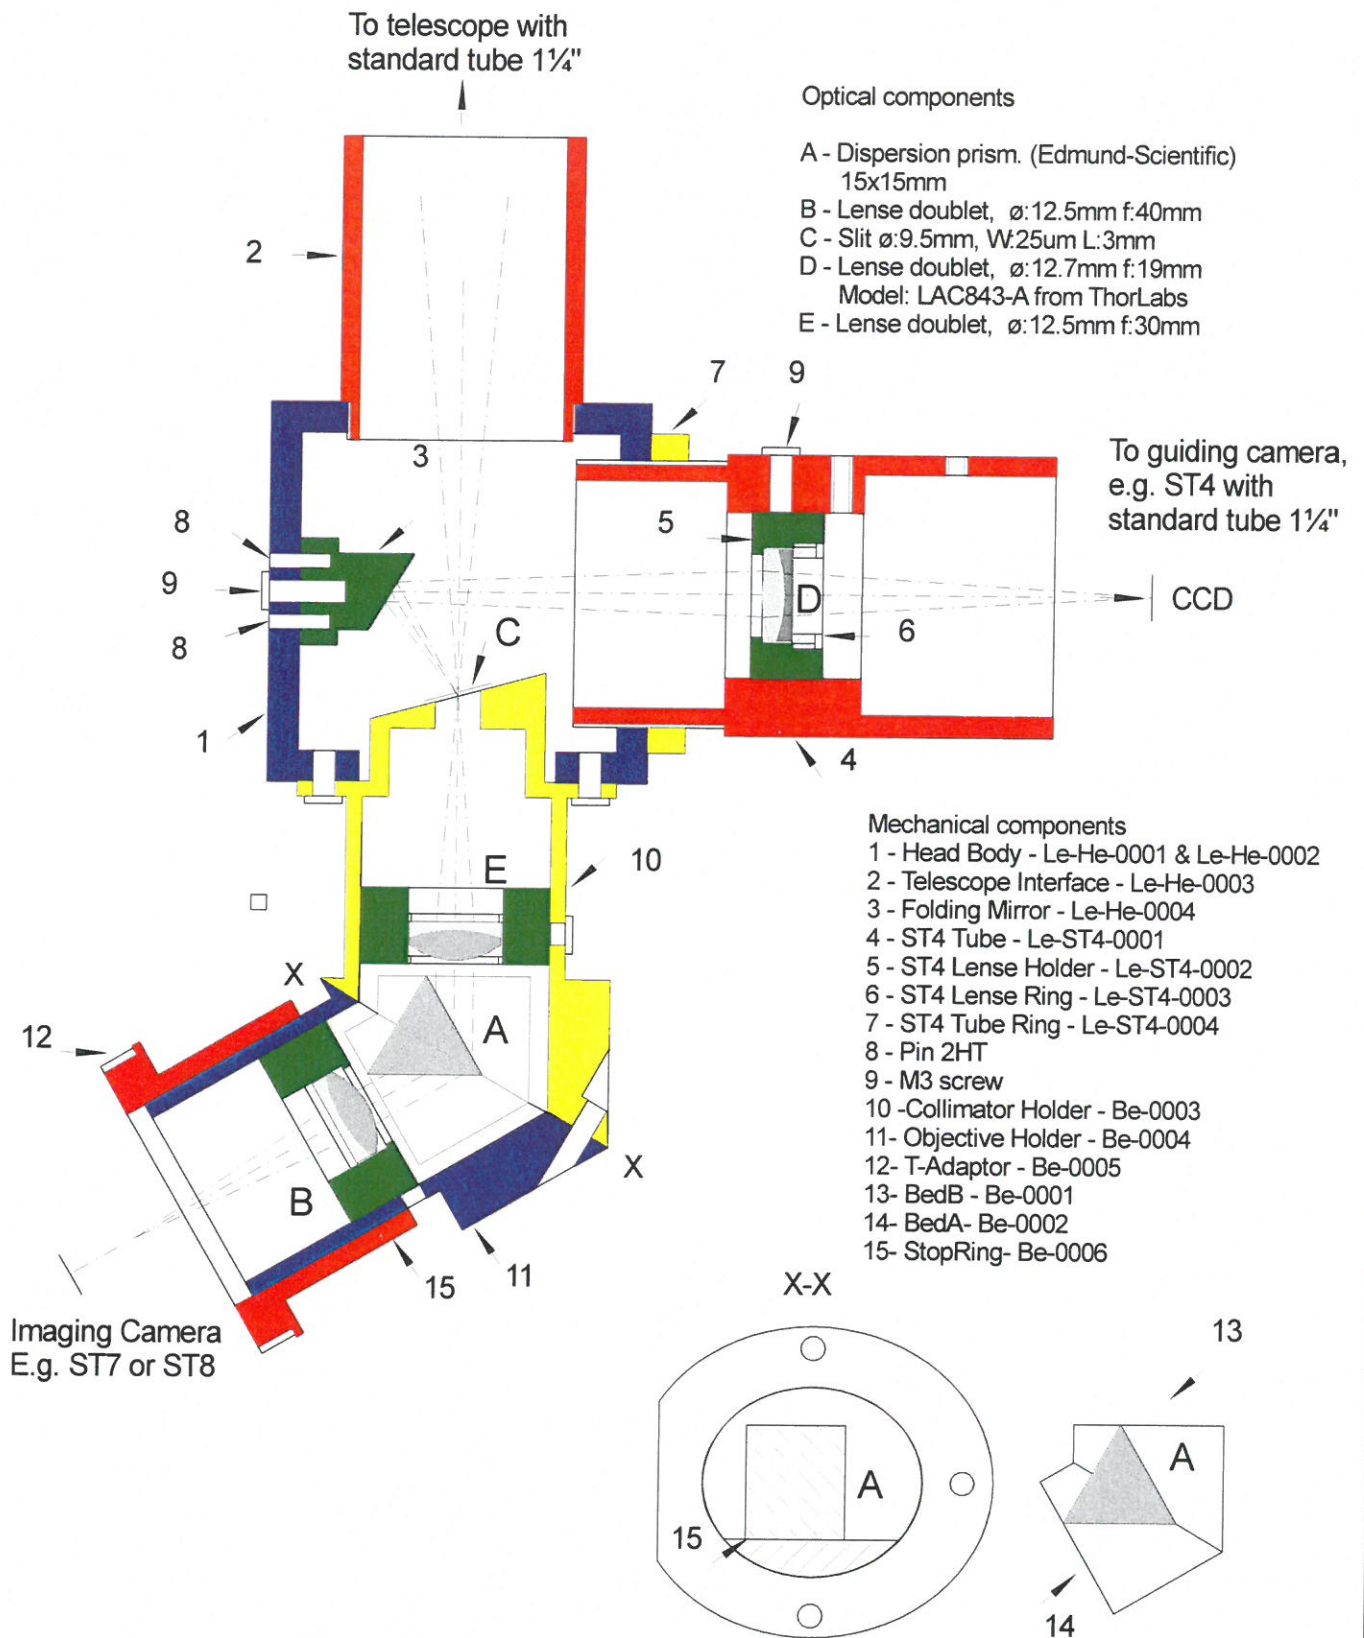 To telescope with
standard tube 1¼"
Optical components
A - Dispersion prism. (Edmund-Scientific)
15x15mm
B - Lense doublet, ø:12.5mm f:40mm
C - Slit ø:9.5mm, W:25um L:3mm
D - Lense doublet, ø:12.7mm f:19mm
Model: LAC843-A from ThorLabs
E - Lense doublet, ø:12.5mm f:30mm
2
7
9
3
To guiding camera,
e.g. ST4 with
standard tube 1¼"
8
5
9
D
CCD
8
C
6
1
4
Mechanical components
1 - Head Body - Le-He-0001 & Le-He-0002
2 - Telescope Interface - Le-He-0003
3 - Folding Mirror - Le-He-0004
4 - ST4 Tube - Le-ST4-0001
5 - ST4 Lense Holder - Le-ST4-0002
6 - ST4 Lense Ring - Le-ST4-0003
7 - ST4 Tube Ring - Le-ST4-0004
8 - Pin 2HT
9 - M3 screw
10 -Collimator Holder - Be-0003
11- Objective Holder - Be-0004
12- T-Adaptor - Be-0005
13- BedB - Be-0001
14- BedA- Be-0002
15- StopRing- Be-0006
E
10
X
A
12
X
B
11
15
Imaging Camera
E.g. ST7 or ST8
X-X
13
A
A
15
14